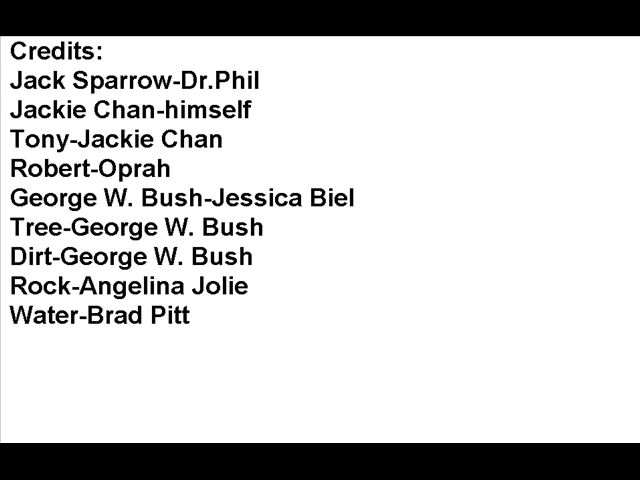 Credits:
Jack Sparrow-Dr.Phil
Jackie Chan-himself
Tony-Jackie Chan
Robert-Oprah
George W. Bush-Jessica Biel
Tree-George W. Bush
Dirt-George W. Bush
Rock-Angelina Jolie
Water-Brad Pitt